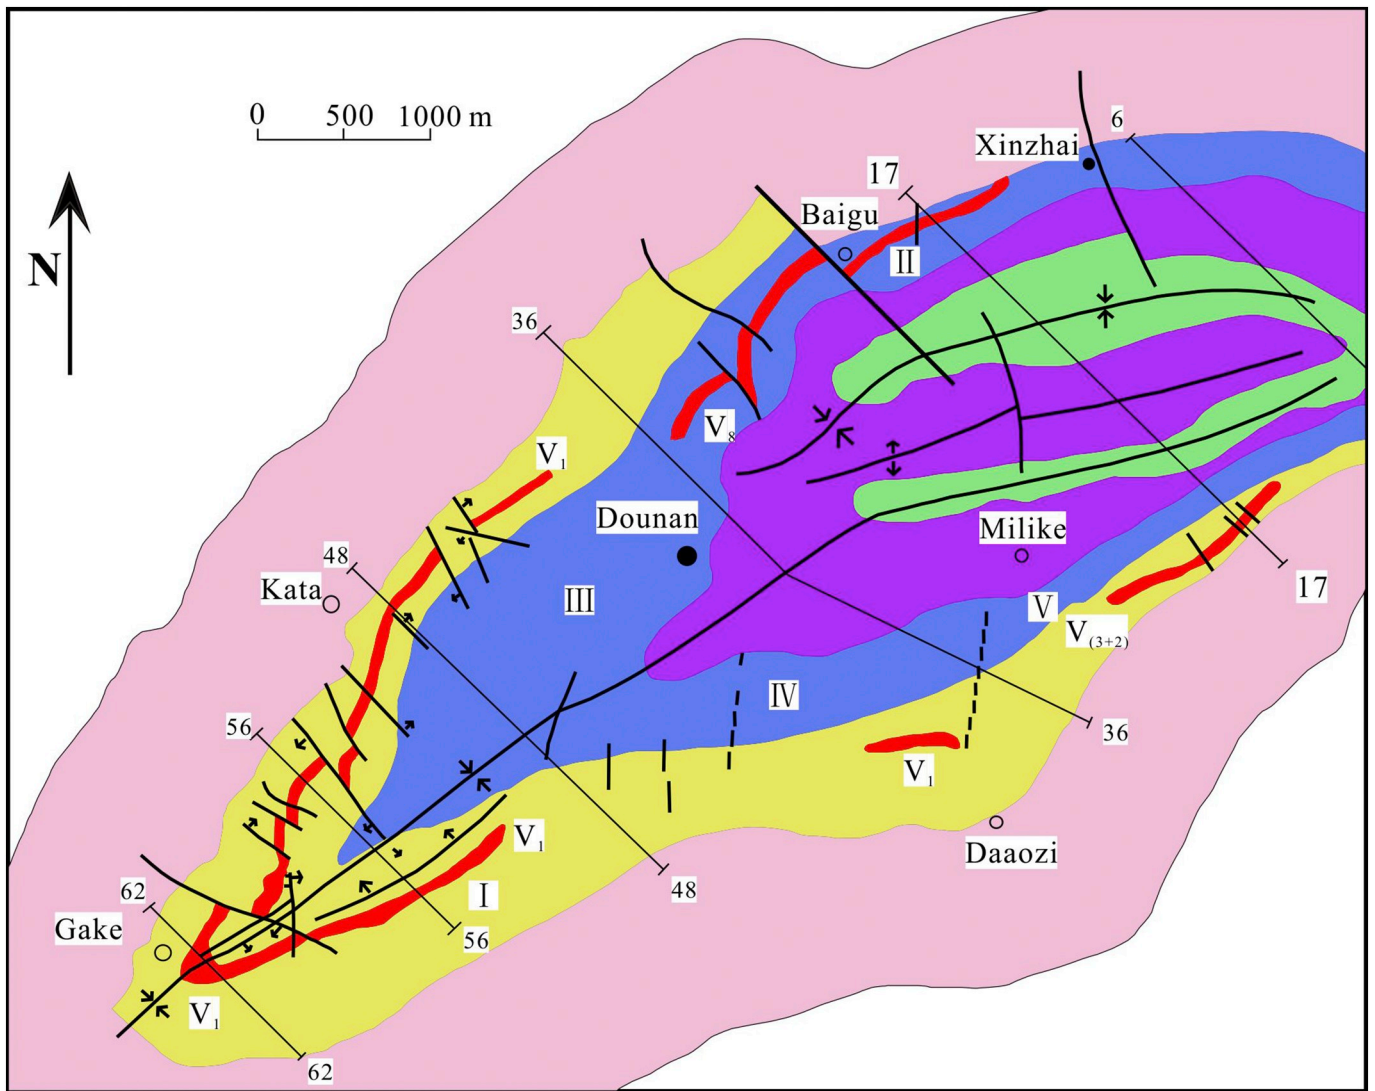 0 500 1000 m
N
6
Xinzhai
17
Baigu
II
36
V8
V1
Dounan
Milike
48
Kata
III
V
17
V(3+2)
IV
56
36
V1
Daaozi
V1
48
62
I
Gake
56
V1
62